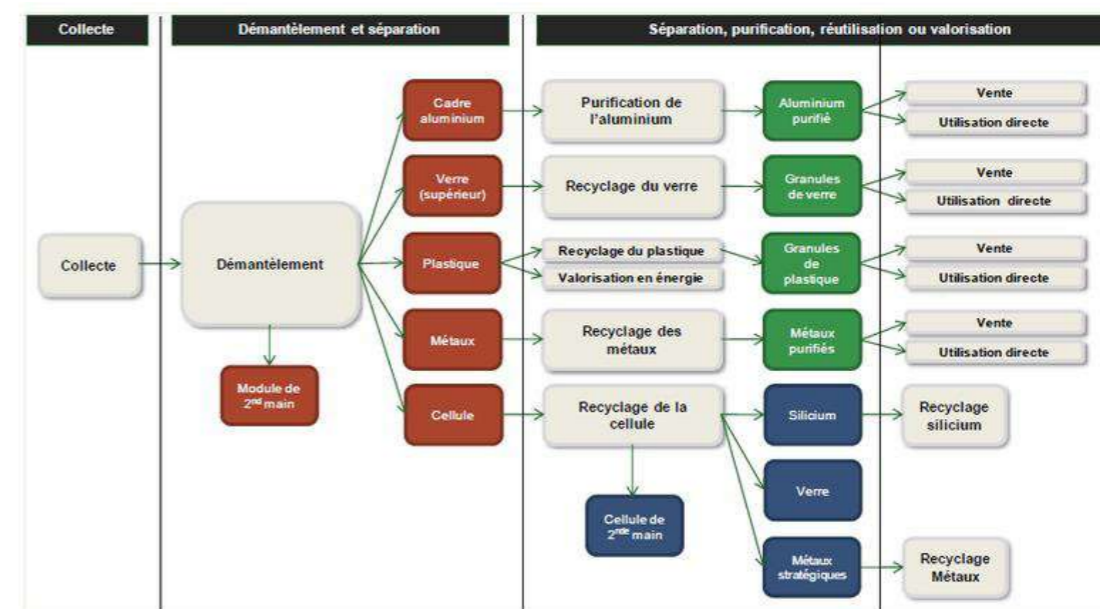 Collecte
Démantèlement et séparation
Séparation, purification, réutilisation ou valorisation
Cadre
aluminium
Purification de
l'aluminium
Aluminium
purifié
Vente
Utilisation directe
Verre
(supérieur)
Recyclage du verre
Granules
de verre
Vente
Utilisation directe
Collecte
Démantèlement
Plastique
Recyclage du plastique
Valorisation en énergie
Granules
de
plastique
Vente
Utilisation directe
Métaux
Recyclage des
métaux
Métaux
purifiés
Vente
Utilisation directe
Module de
2nd main
Cellule
Recyclage de la
cellule
Silicium
Recyclage
silicium
Verre
Cellule de
2nde main
Métaux
stratégiques
Recyclage
Métaux